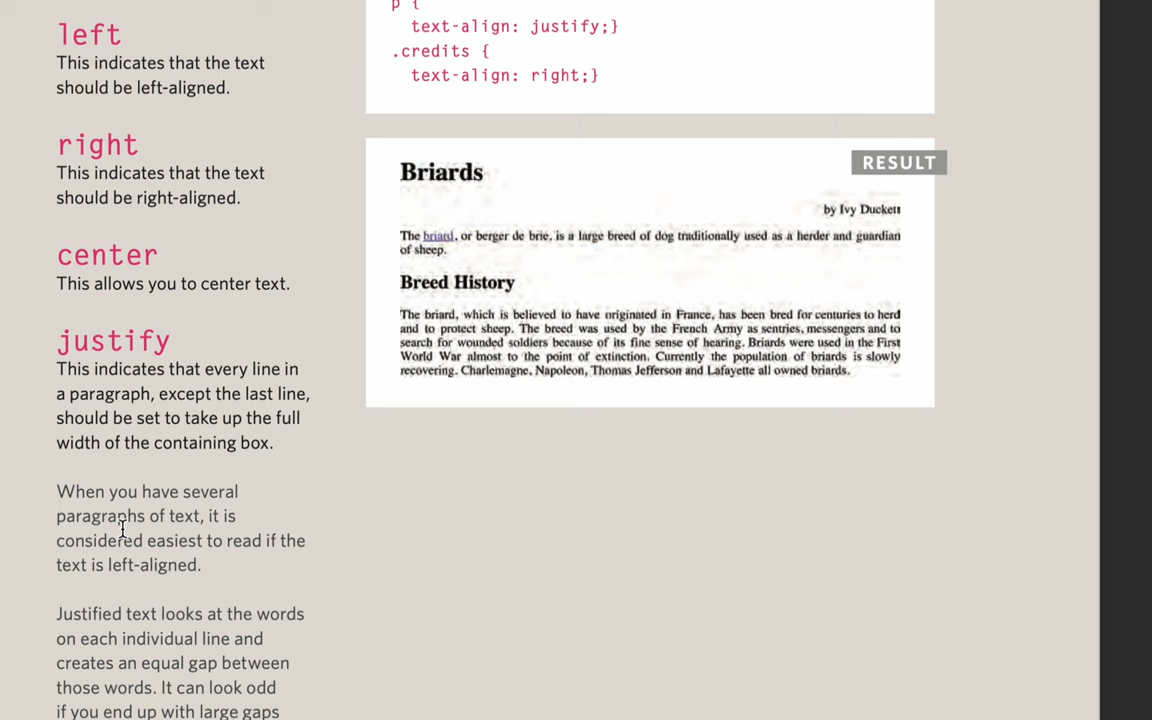 left
This indicates that the text
should be left-aligned.
right
This indicates that the text
should be right-aligned.
center
This allows you to center text.
justify
This indicates that every line in
a paragraph, except the last line,
should be set to take up the full
width of the containing box.
When you have several
paragraphs of text, it is
considered easiest to read if the
text is left-aligned.
Justified text looks at the words
on each individual line and
creates an equal gap between
those words. It can look odd
if you end up with large gaps
p {
text-align: justify;}
.credits {
text-align: right;}
RESULT
Briards
by Ivy Duckett
The briard, or berger de brie, is a large breed of dog traditionally used as a herder and guardian
of sheep.
Breed History
The briard, which is believed to have originated in France, has been bred for centuries to herd
and to protect sheep. The breed was used by the French Army as sentries, messengers and to
search for wounded soldiers because of its fine sense of hearing. Briards were used in the First
World War almost to the point of extinction. Currently the population of briards is slowly
recovering. Charlemagne, Napoleon, Thomas Jefferson and Lafayette all owned briards.